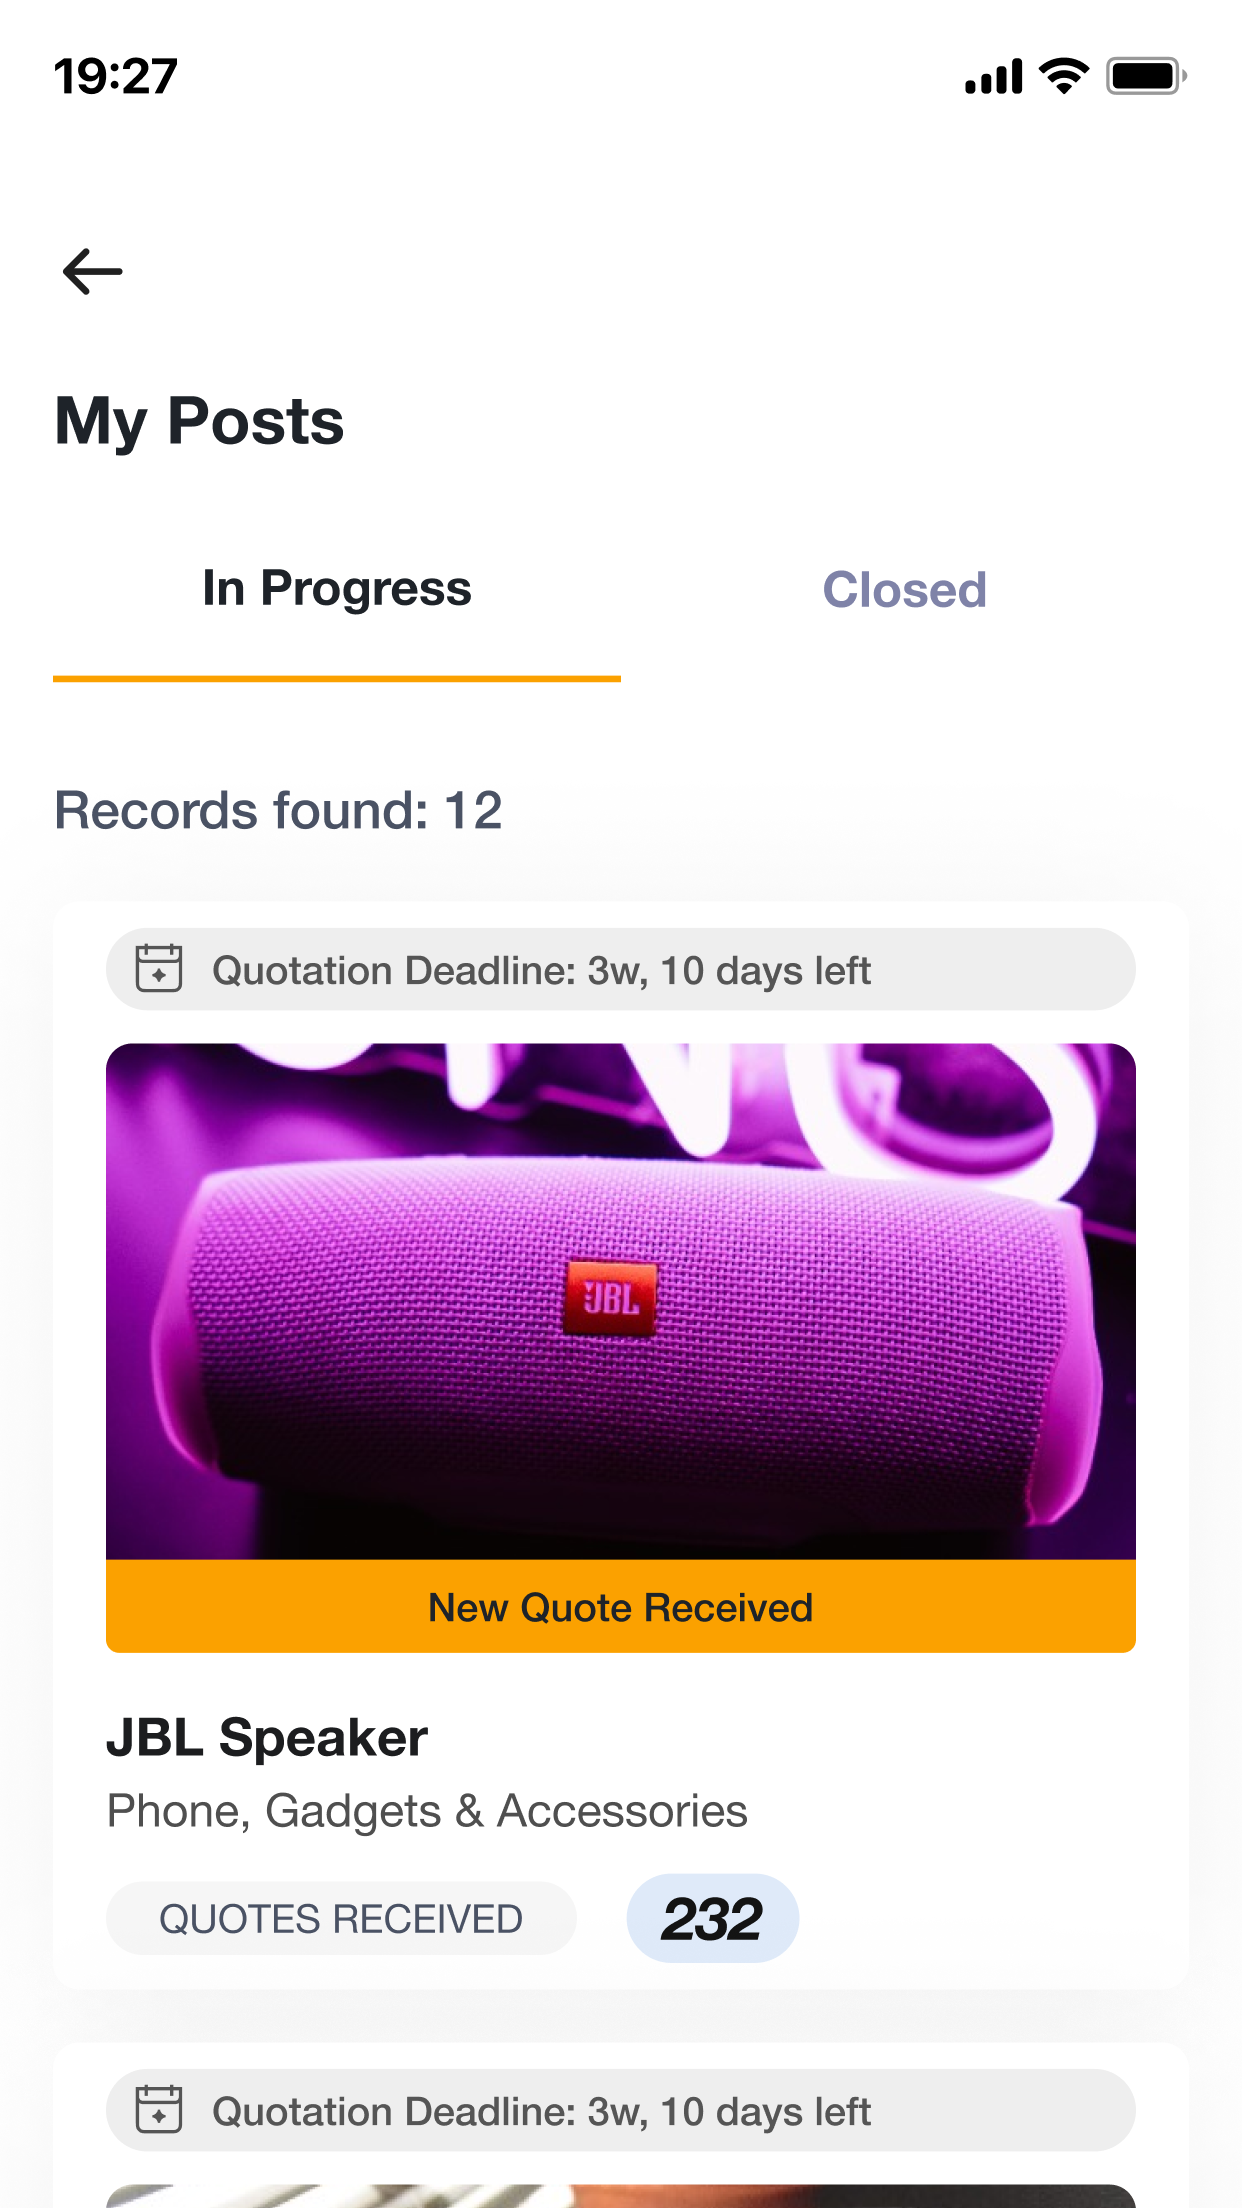 19:27
My Posts
In Progress
Closed
Records found: 12
Quotation Deadline: 3w, 10 days left
JBL
New Quote Received
JBL Speaker
Phone, Gadgets & Accessories
QUOTES RECEIVED
232
Quotation Deadline: 3w, 10 days left